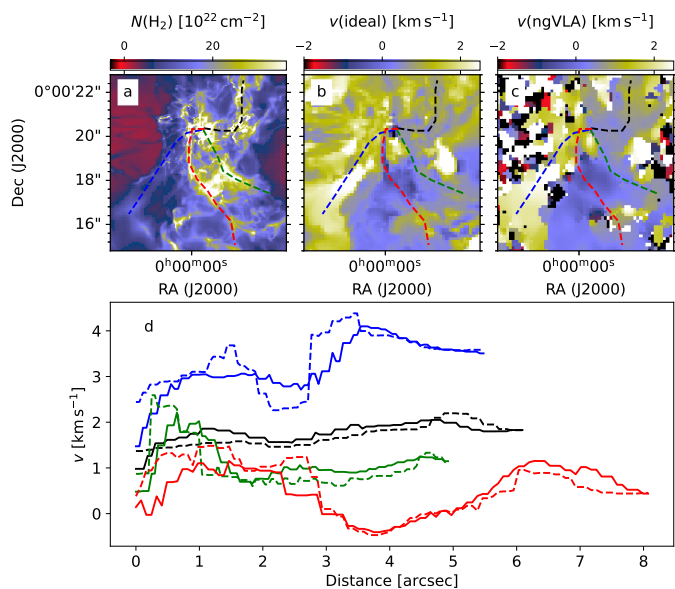 N(H₂) [10²² cm⁻²] v(ideal) [km s⁻¹] v(ngVLA) [km s⁻¹]
0 20 −2 0 2 −2 0 2
a b c
0°00'22"
20"
18"
16"
Dec (J2000)
0ʰ00ᵐ00ˢ 0ʰ00ᵐ00ˢ 0ʰ00ᵐ00ˢ
RA (J2000) RA (J2000) RA (J2000)
d
4
3
2
1
0
v [km s⁻¹]
0 1 2 3 4 5 6 7 8
Distance [arcsec]